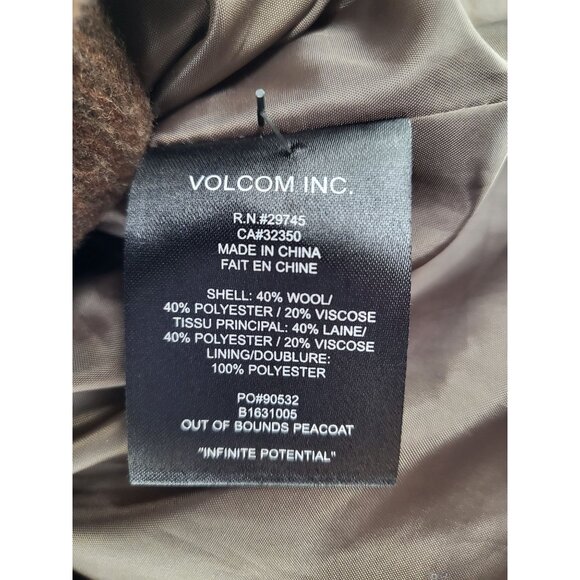 VOLCOM INC.
R.N.#29745
CA#32350
MADE IN CHINA
FAIT EN CHINE
SHELL: 40% WOOL/
40% POLYESTER / 20% VISCOSE
TISSU PRINCIPAL: 40% LAINE/
40% POLYESTER / 20% VISCOSE
LINING/DOUBLURE:
100% POLYESTER
PO#90532
B1631005
OUT OF BOUNDS PEACOAT
"INFINITE POTENTIAL"